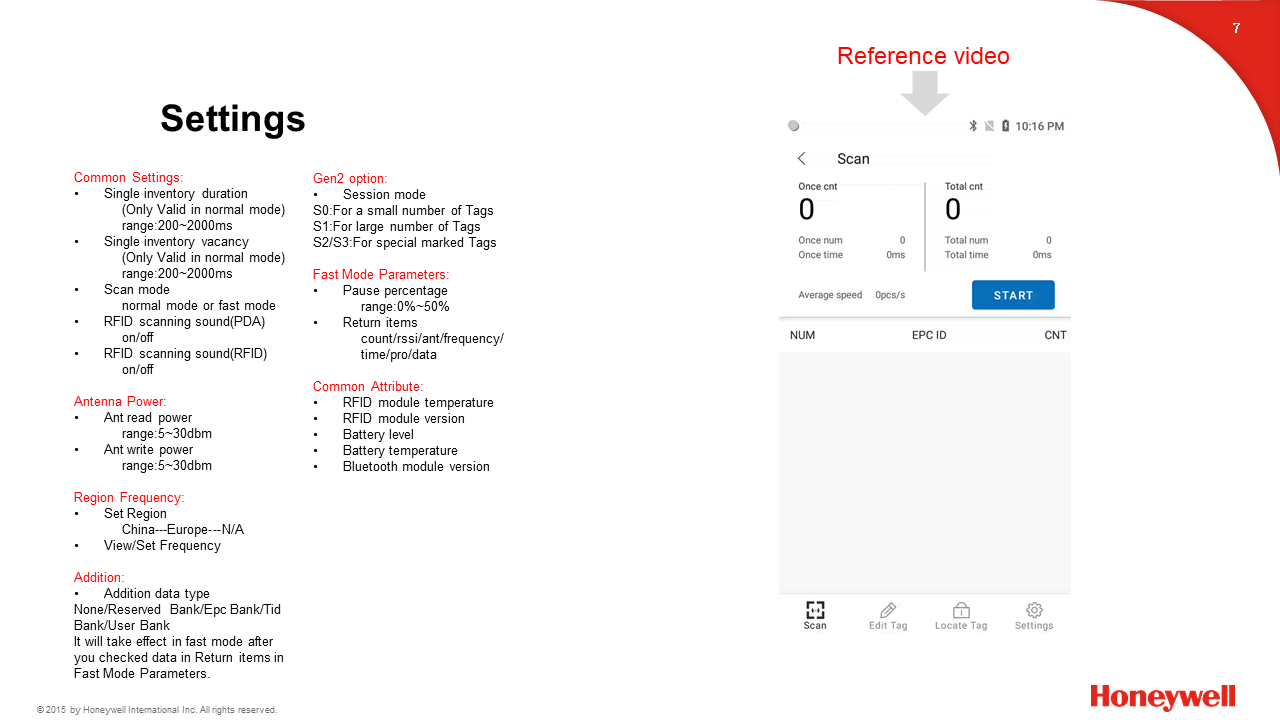 7
Reference video
Settings
Common Settings:
• Single inventory duration
(Only Valid in normal mode)
range:200~2000ms
• Single inventory vacancy
(Only Valid in normal mode)
range:200~2000ms
• Scan mode
normal mode or fast mode
• RFID scanning sound(PDA)
on/off
• RFID scanning sound(RFID)
on/off
Antenna Power:
• Ant read power
range:5~30dbm
• Ant write power
range:5~30dbm
Region Frequency:
• Set Region
China---Europe---N/A
• View/Set Frequency
Addition:
• Addition data type
None/Reserved Bank/Epc Bank/Tid
Bank/User Bank
It will take effect in fast mode after
you checked data in Return items in
Fast Mode Parameters.
Gen2 option:
• Session mode
S0:For a small number of Tags
S1:For large number of Tags
S2/S3:For special marked Tags
Fast Mode Parameters:
• Pause percentage
range:0%~50%
• Return items
count/rssi/ant/frequency/
time/pro/data
Common Attribute:
• RFID module temperature
• RFID module version
• Battery level
• Battery temperature
• Bluetooth module version
10:16 PM
Scan
Once cnt Total cnt
0 0
Once num 0 Total num 0
Once time 0ms Total time 0ms
Average speed 0pcs/s START
NUM EPC ID CNT
Scan Edit Tag Locate Tag Settings
© 2015 by Honeywell International Inc. All rights reserved.
Honeywell